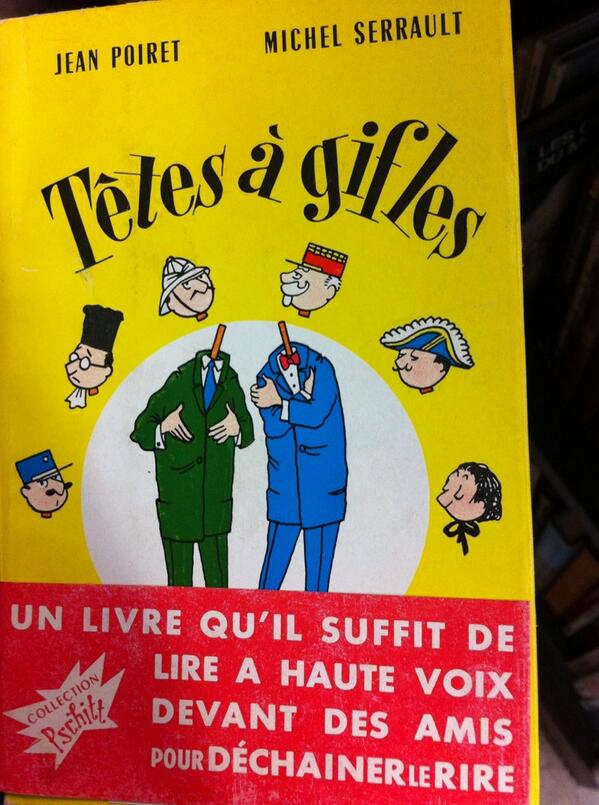 JEAN POIRET
MICHEL SERRAULT
Têtes à gifles
UN LIVRE QU'IL SUFFIT DE
LIRE A HAUTE VOIX
DEVANT DES AMIS
POUR DÉCHAINER LE RIRE
COLLECTION
Pschitt